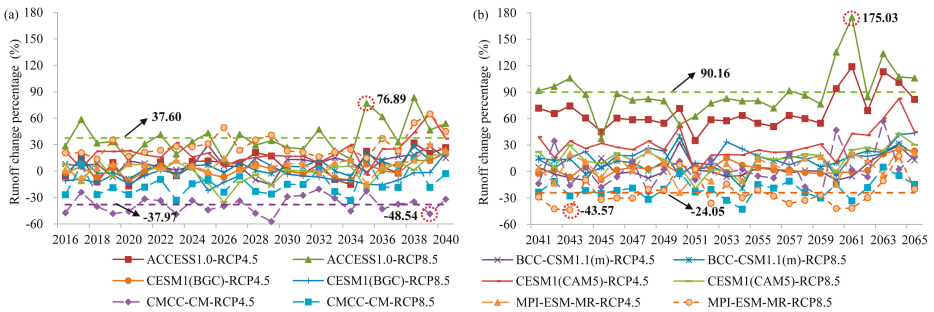 (a)
Runoff change percentage (%)
180
150
120
90
60
30
0
-30
-60
37.60
76.89
-37.97
-48.54
2016 2018 2020 2022 2024 2026 2028 2030 2032 2034 2036 2038 2040
(b)
Runoff change percentage (%)
180
150
120
90
60
30
0
-30
-60
175.03
90.16
-43.57
-24.05
2041 2043 2045 2047 2049 2051 2053 2055 2057 2059 2061 2063 2065
ACCESS1.0-RCP4.5 ACCESS1.0-RCP8.5 BCC-CSM1.1(m)-RCP4.5 BCC-CSM1.1(m)-RCP8.5
CESM1(BGC)-RCP4.5 CESM1(BGC)-RCP8.5 CESM1(CAM5)-RCP4.5 CESM1(CAM5)-RCP8.5
CMCC-CM-RCP4.5 CMCC-CM-RCP8.5 MPI-ESM-MR-RCP4.5 MPI-ESM-MR-RCP8.5